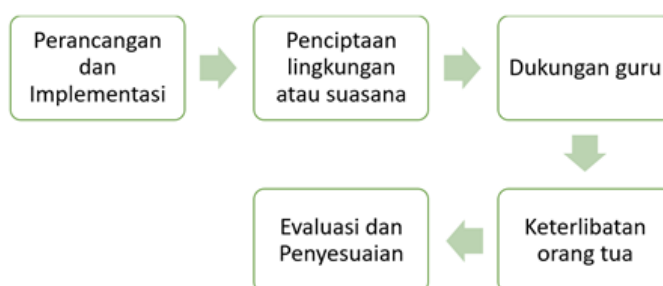 Perancangan
dan
Implementasi
Penciptaan
lingkungan
atau suasana
Dukungan guru
Keterlibatan
orang tua
Evaluasi dan
Penyesuaian